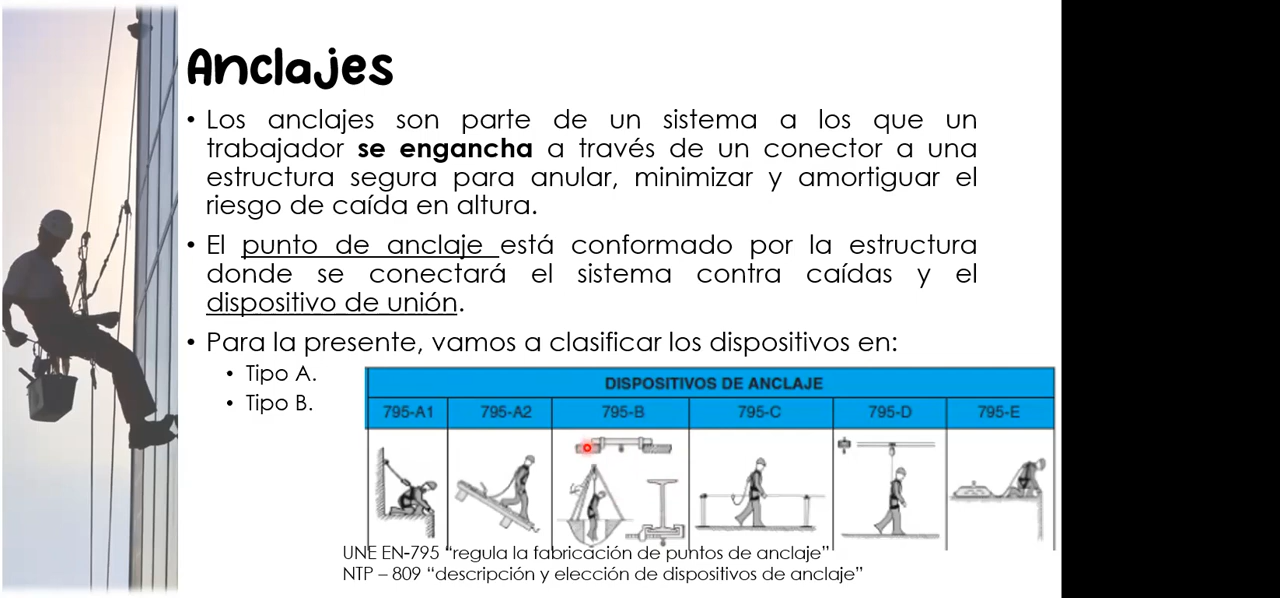 Anclajes
• Los anclajes son parte de un sistema a los que un
trabajador se engancha a través de un conector a una
estructura segura para anular, minimizar y amortiguar el
riesgo de caída en altura.
• El punto de anclaje está conformado por la estructura
donde se conectará el sistema contra caídas y el
dispositivo de unión.
• Para la presente, vamos a clasificar los dispositivos en:
• Tipo A.
• Tipo B.
DISPOSITIVOS DE ANCLAJE
795-A1 795-A2 795-B 795-C 795-D 795-E
UNE EN-795 “regula la fabricación de puntos de anclaje”
NTP – 809 “descripción y elección de dispositivos de anclaje”